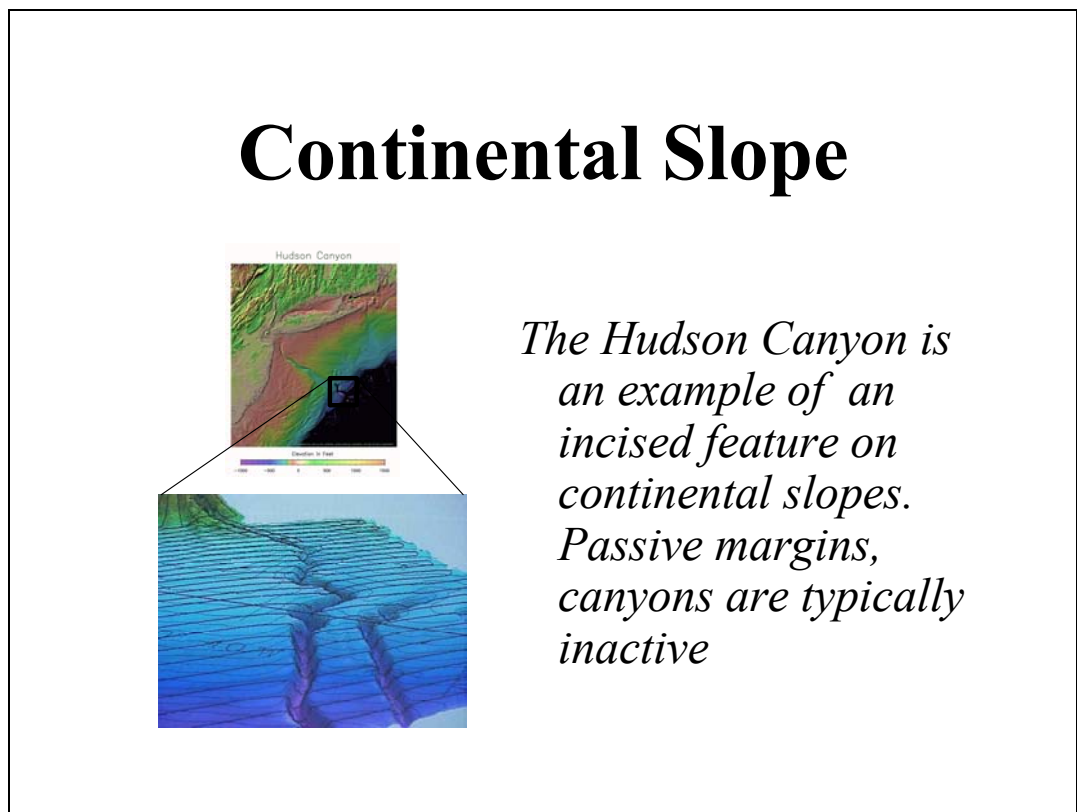 Continental Slope
Hudson Canyon
The Hudson Canyon is
an example of  an
incised feature on
continental slopes.
Passive margins,
canyons are typically
inactive
Elevation in Feet